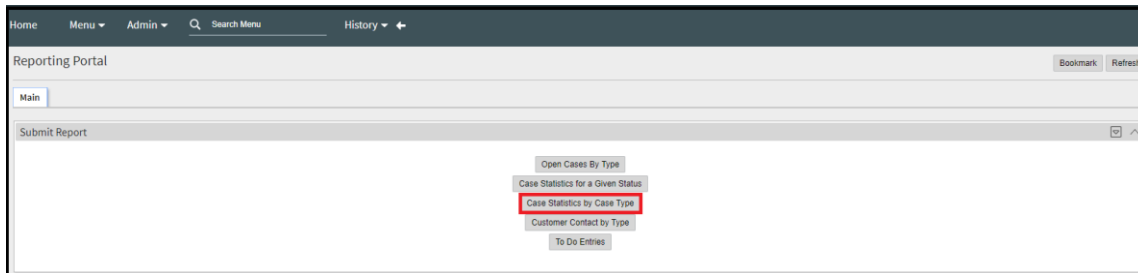 Home Menu Admin Search Menu History
Reporting Portal Bookmark Refresh
Main
Submit Report
Open Cases By Type
Case Statistics for a Given Status
Case Statistics by Case Type
Customer Contact by Type
To Do Entries